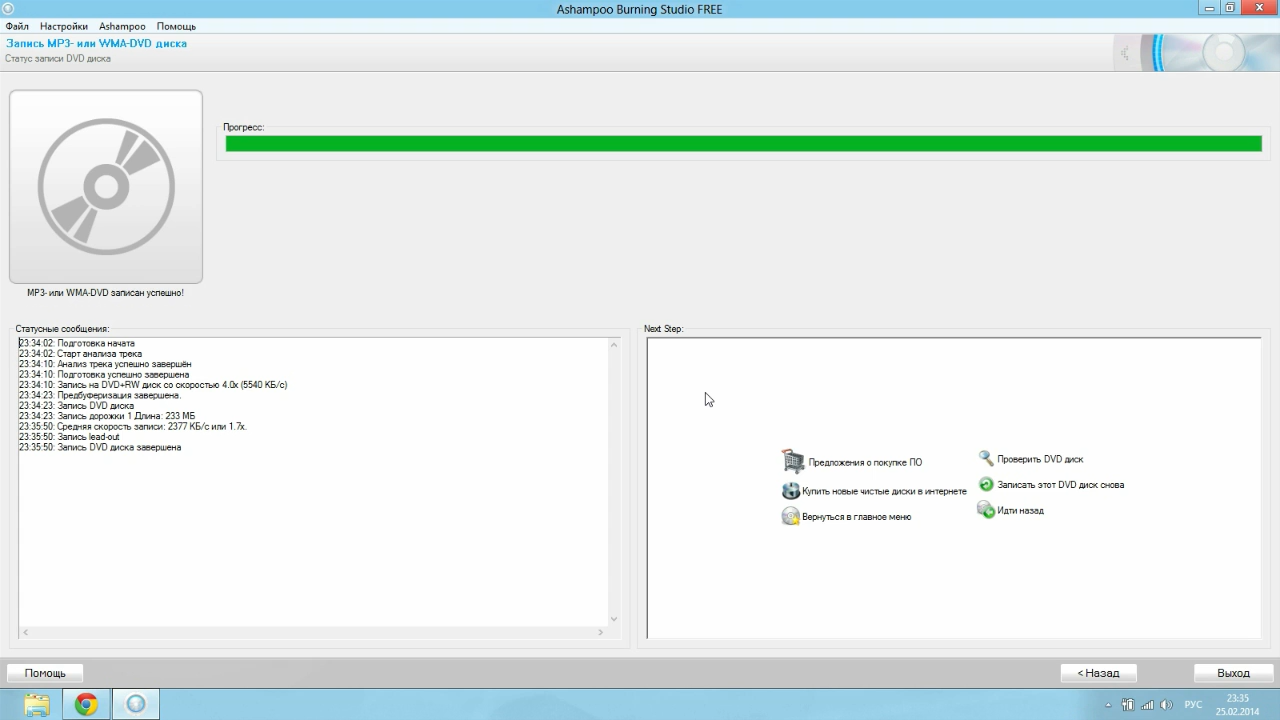 Ashampoo Burning Studio FREE
Файл Настройки Ashampoo Помощь
Запись MP3- или WMA-DVD диска
Статус записи DVD диска
Прогресс:
MP3- или WMA-DVD записан успешно!
Статусные сообщения:
23:34:02: Подготовка начата
23:34:02: Старт анализа трека
23:34:10: Анализ трека успешно завершён
23:34:10: Подготовка успешно завершена
23:34:10: Запись на DVD+RW диск со скоростью 4.0x (5540 КБ/с)
23:34:23: Предбуферизация завершена.
23:34:23: Запись DVD диска
23:34:23: Запись дорожки 1 Длина: 233 МБ
23:35:50: Средняя скорость записи: 2377 КБ/с или 1.7x.
23:35:50: Запись lead-out
23:35:50: Запись DVD диска завершена
Next Step:
Предложения о покупке ПО
Купить новые чистые диски в интернете
Вернуться в главное меню
Проверить DVD диск
Записать этот DVD диск снова
Идти назад
Помощь
< Назад
Выход
РУС
23:35
25.02.2014